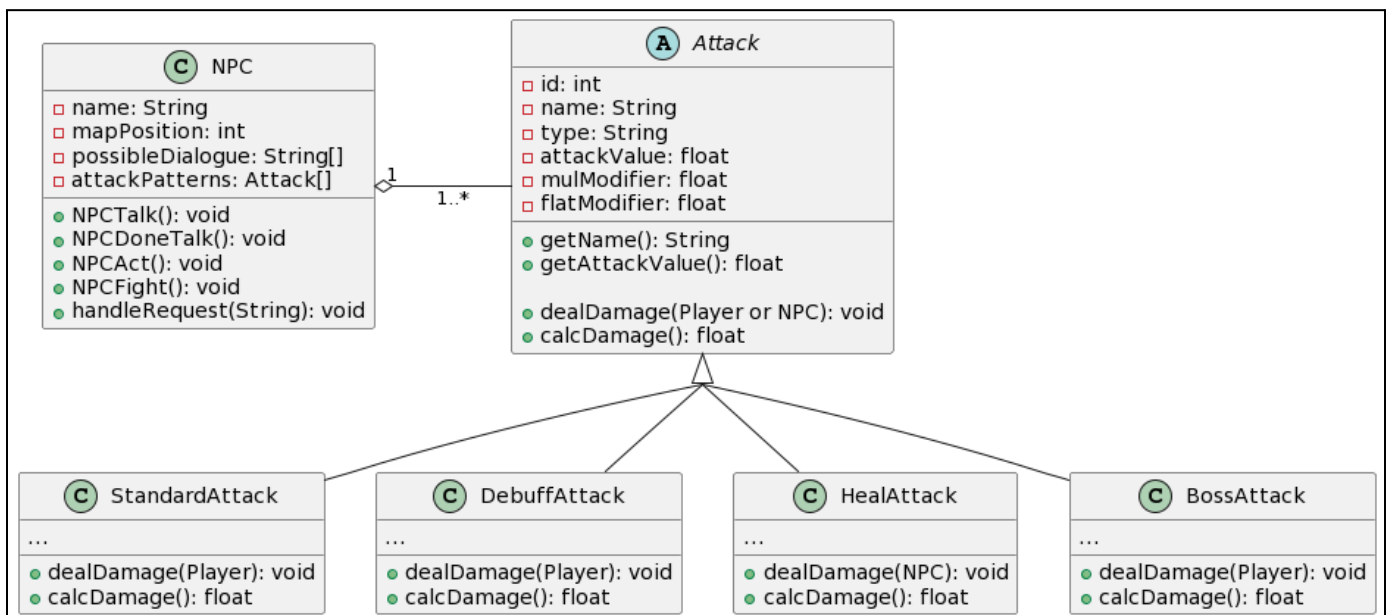 C NPC
name: String
mapPosition: int
possibleDialogue: String[]
attackPatterns: Attack[]
NPCTalk(): void
NPCDoneTalk(): void
NPCAct(): void
NPCFight(): void
handleRequest(String): void
1
1..*
A Attack
id: int
name: String
type: String
attackValue: float
mulModifier: float
flatModifier: float
getName(): String
getAttackValue(): float
dealDamage(Player or NPC): void
calcDamage(): float
C StandardAttack
...
dealDamage(Player): void
calcDamage(): float
C DebuffAttack
...
dealDamage(Player): void
calcDamage(): float
C HealAttack
...
dealDamage(NPC): void
calcDamage(): float
C BossAttack
...
dealDamage(Player): void
calcDamage(): float